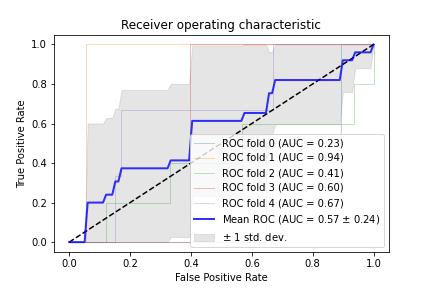 Receiver operating characteristic
True Positive Rate
1.0
0.8
0.6
0.4
0.2
0.0
ROC fold 0 (AUC = 0.23)
ROC fold 1 (AUC = 0.94)
ROC fold 2 (AUC = 0.41)
ROC fold 3 (AUC = 0.60)
ROC fold 4 (AUC = 0.67)
Mean ROC (AUC = 0.57 ± 0.24)
± 1 std. dev.
0.0 0.2 0.4 0.6 0.8 1.0
False Positive Rate